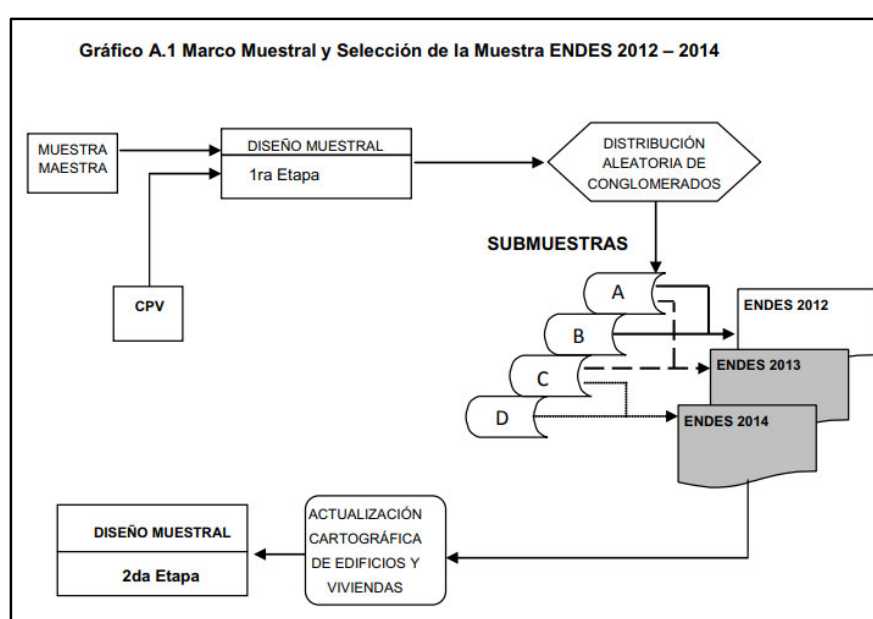 Gráfico A.1 Marco Muestral y Selección de la Muestra ENDES 2012 – 2014
MUESTRA
MAESTRA
DISEÑO MUESTRAL
1ra Etapa
DISTRIBUCIÓN
ALEATORIA DE
CONGLOMERADOS
CPV
SUBMUESTRAS
A
B
C
D
ENDES 2012
ENDES 2013
ENDES 2014
DISEÑO MUESTRAL
2da Etapa
ACTUALIZACIÓN
CARTOGRÁFICA
DE EDIFICIOS Y
VIVIENDAS